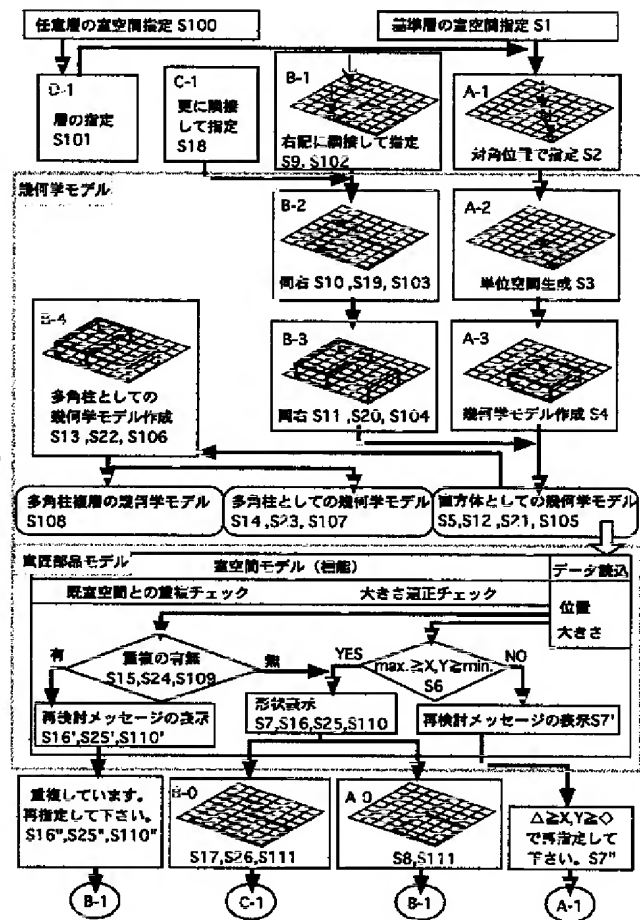 任意層の室空間指定 S100
基準層の室空間指定 S1
D-1
層の指定
S101
C-1
更に隣接
して指定
S18
B-1
右記に隣接して指定
S9, S102
A-1
対角位置で指定 S2
幾何学モデル
B-2
同右 S10 ,S19, S103
A-2
単位空間生成 S3
B-4
多角柱としての
幾何学モデル作成
S13 ,S22, S106
B-3
同右 S11 ,S20, S104
A-3
幾何学モデル作成 S4
多角柱複層の幾何学モデル
S108
多角柱としての幾何学モデル
S14 ,S23, S107
直方体としての幾何学モデル
S5,S12 ,S21, S105
部品モデル
室空間モデル（機能）
データ読込
既室空間との重複チェック
大きさ適正チェック
位置
大きさ
有
重複の有無
S15,S24,S109
無
YES
max.≧X,Y≧min.
S6
NO
再検討メッセージの表示
S16',S25',S110'
形状表示
S7,S16,S25,S110
再検討メッセージの表示S7'
重複しています。
再指定して下さい。
S16",S25",S110"
B-0
S17,S26,S111
A-0
S8,S111
△≧X,Y≧◇
で再指定して
下さい。S7"
B-1
C-1
B-1
A-1